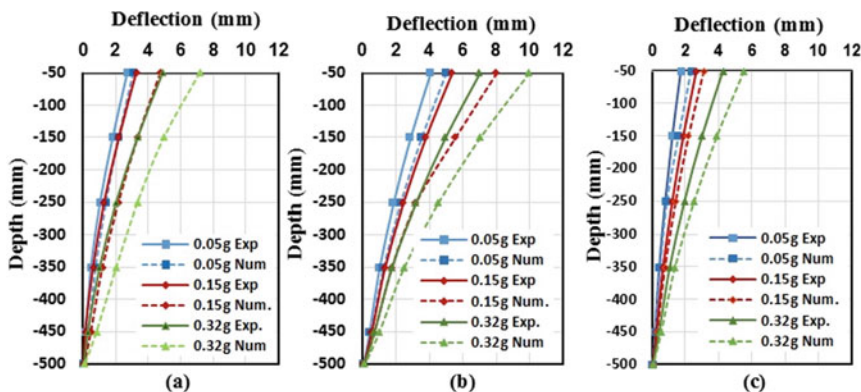 Deflection (mm)
0 2 4 6 8 10 12
Depth (mm)
-50
-100
-150
-200
-250
-300
-350
-400
-450
-500
0.05g Exp
0.05g Num
0.15g Exp
0.15g Num.
0.32g Exp.
0.32g Num
(a)
Deflection (mm)
0 2 4 6 8 10 12
Depth (mm)
-50
-100
-150
-200
-250
-300
-350
-400
-450
-500
0.05g Exp
0.05g Num
0.15g Exp
0.15g Num.
0.32g Exp.
0.32g Num
(b)
Deflection (mm)
0 2 4 6 8 10 12
Depth (mm)
-50
-100
-150
-200
-250
-300
-350
-400
-450
-500
0.05g Exp
0.05g Num
0.15g Exp
0.15g Num.
0.32g Exp.
0.32g Num
(c)